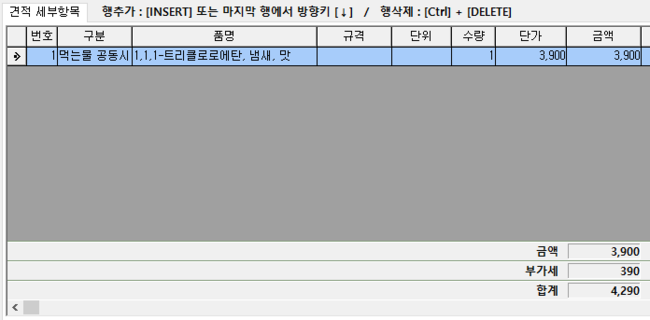 견적 세부항목 행추가 : [INSERT] 또는 마지막 행에서 방향키 [↓] / 행삭제 : [Ctrl] + [DELETE]
번호 구분 품명 규격 단위 수량 단가 금액
1 먹는물 공동시 1,1,1-트리클로로에탄, 냄새, 맛 1 3,900 3,900
금액 3,900
부가세 390
합계 4,290